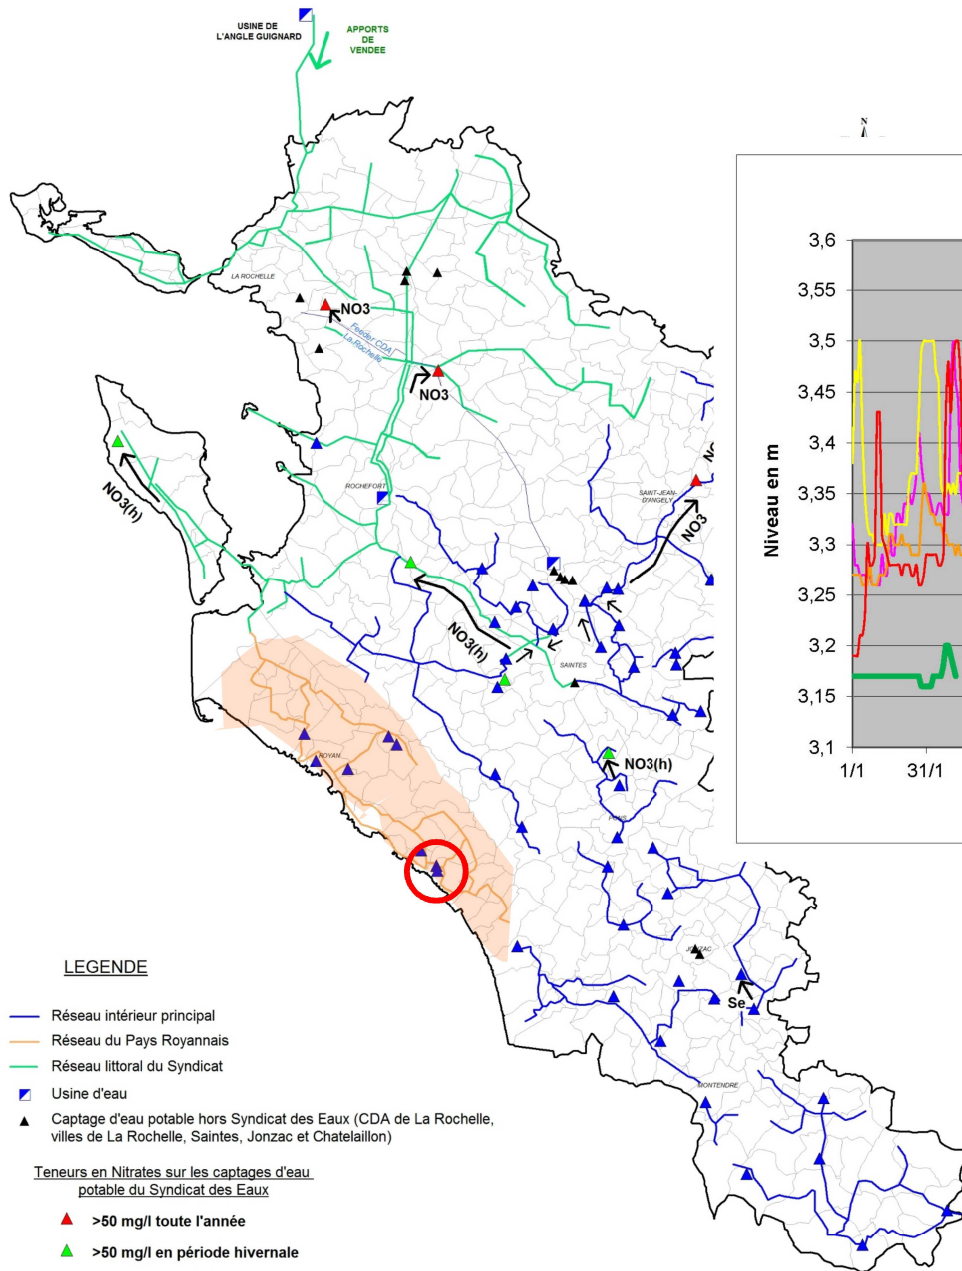 USINE DE
L'ANGLE GUIGNARD
APPORTS
DE
VENDEE
N
LA ROCHELLE
NO3
Feeder CDA
La Rochelle
NO3
ROCHEFORT
NO3(h)
SAINT-JEAN-
D'ANGELY
NO
NO3
NO3(h)
SAINTES
ROYAN
NO3(h)
PONS
JONZAC
Se
MONTENDRE
Niveau en m
3,6
3,55
3,5
3,45
3,4
3,35
3,3
3,25
3,2
3,15
3,1
1/1
31/1
LEGENDE
Réseau intérieur principal
Réseau du Pays Royannais
Réseau littoral du Syndicat
Usine d'eau
Captage d'eau potable hors Syndicat des Eaux (CDA de La Rochelle,
villes de La Rochelle, Saintes, Jonzac et Chatelaillon)
Teneurs en Nitrates sur les captages d'eau
potable du Syndicat des Eaux
>50 mg/l toute l'année
>50 mg/l en période hivernale